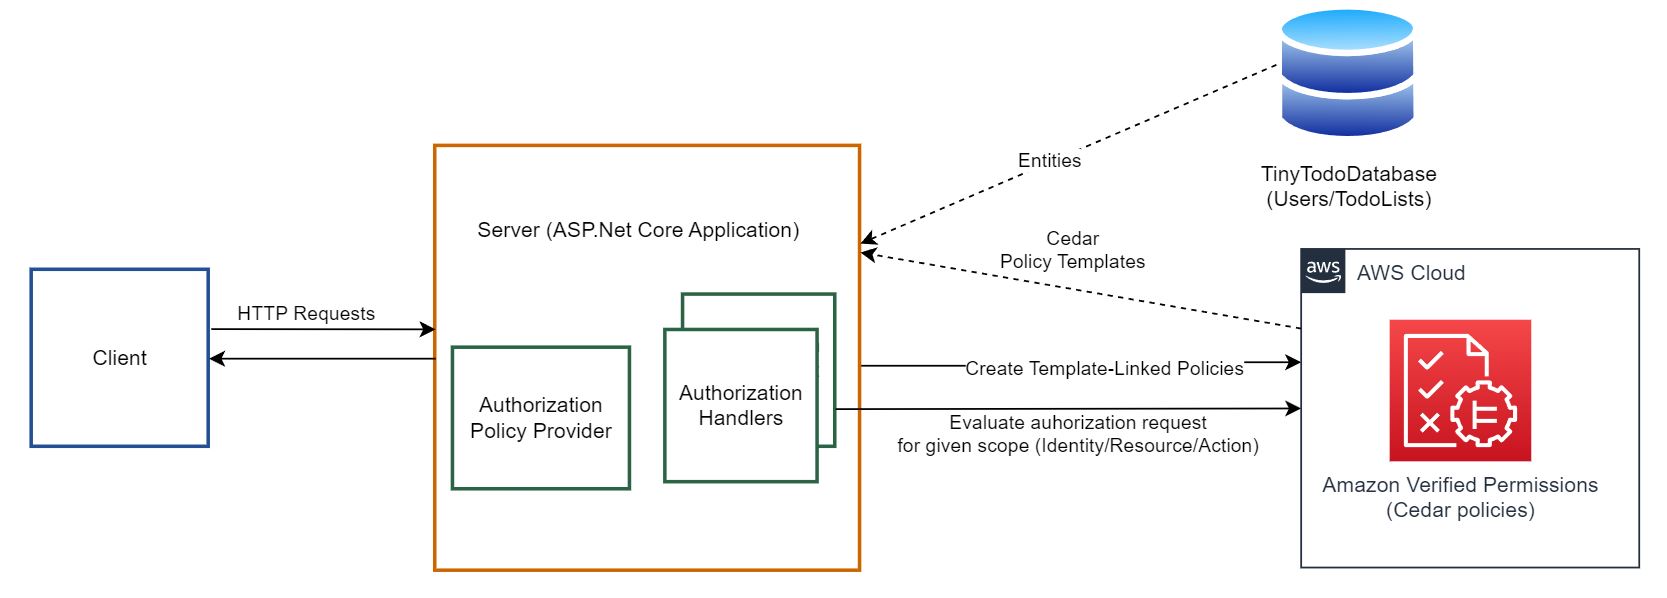 Entities
TinyTodoDatabase
(Users/TodoLists)
Server (ASP.Net Core Application)
Cedar
Policy Templates
aws
AWS Cloud
HTTP Requests
Client
Authorization
Policy Provider
Authorization
Handlers
Create Template-Linked Policies
Evaluate auhorization request
for given scope (Identity/Resource/Action)
Amazon Verified Permissions
(Cedar policies)